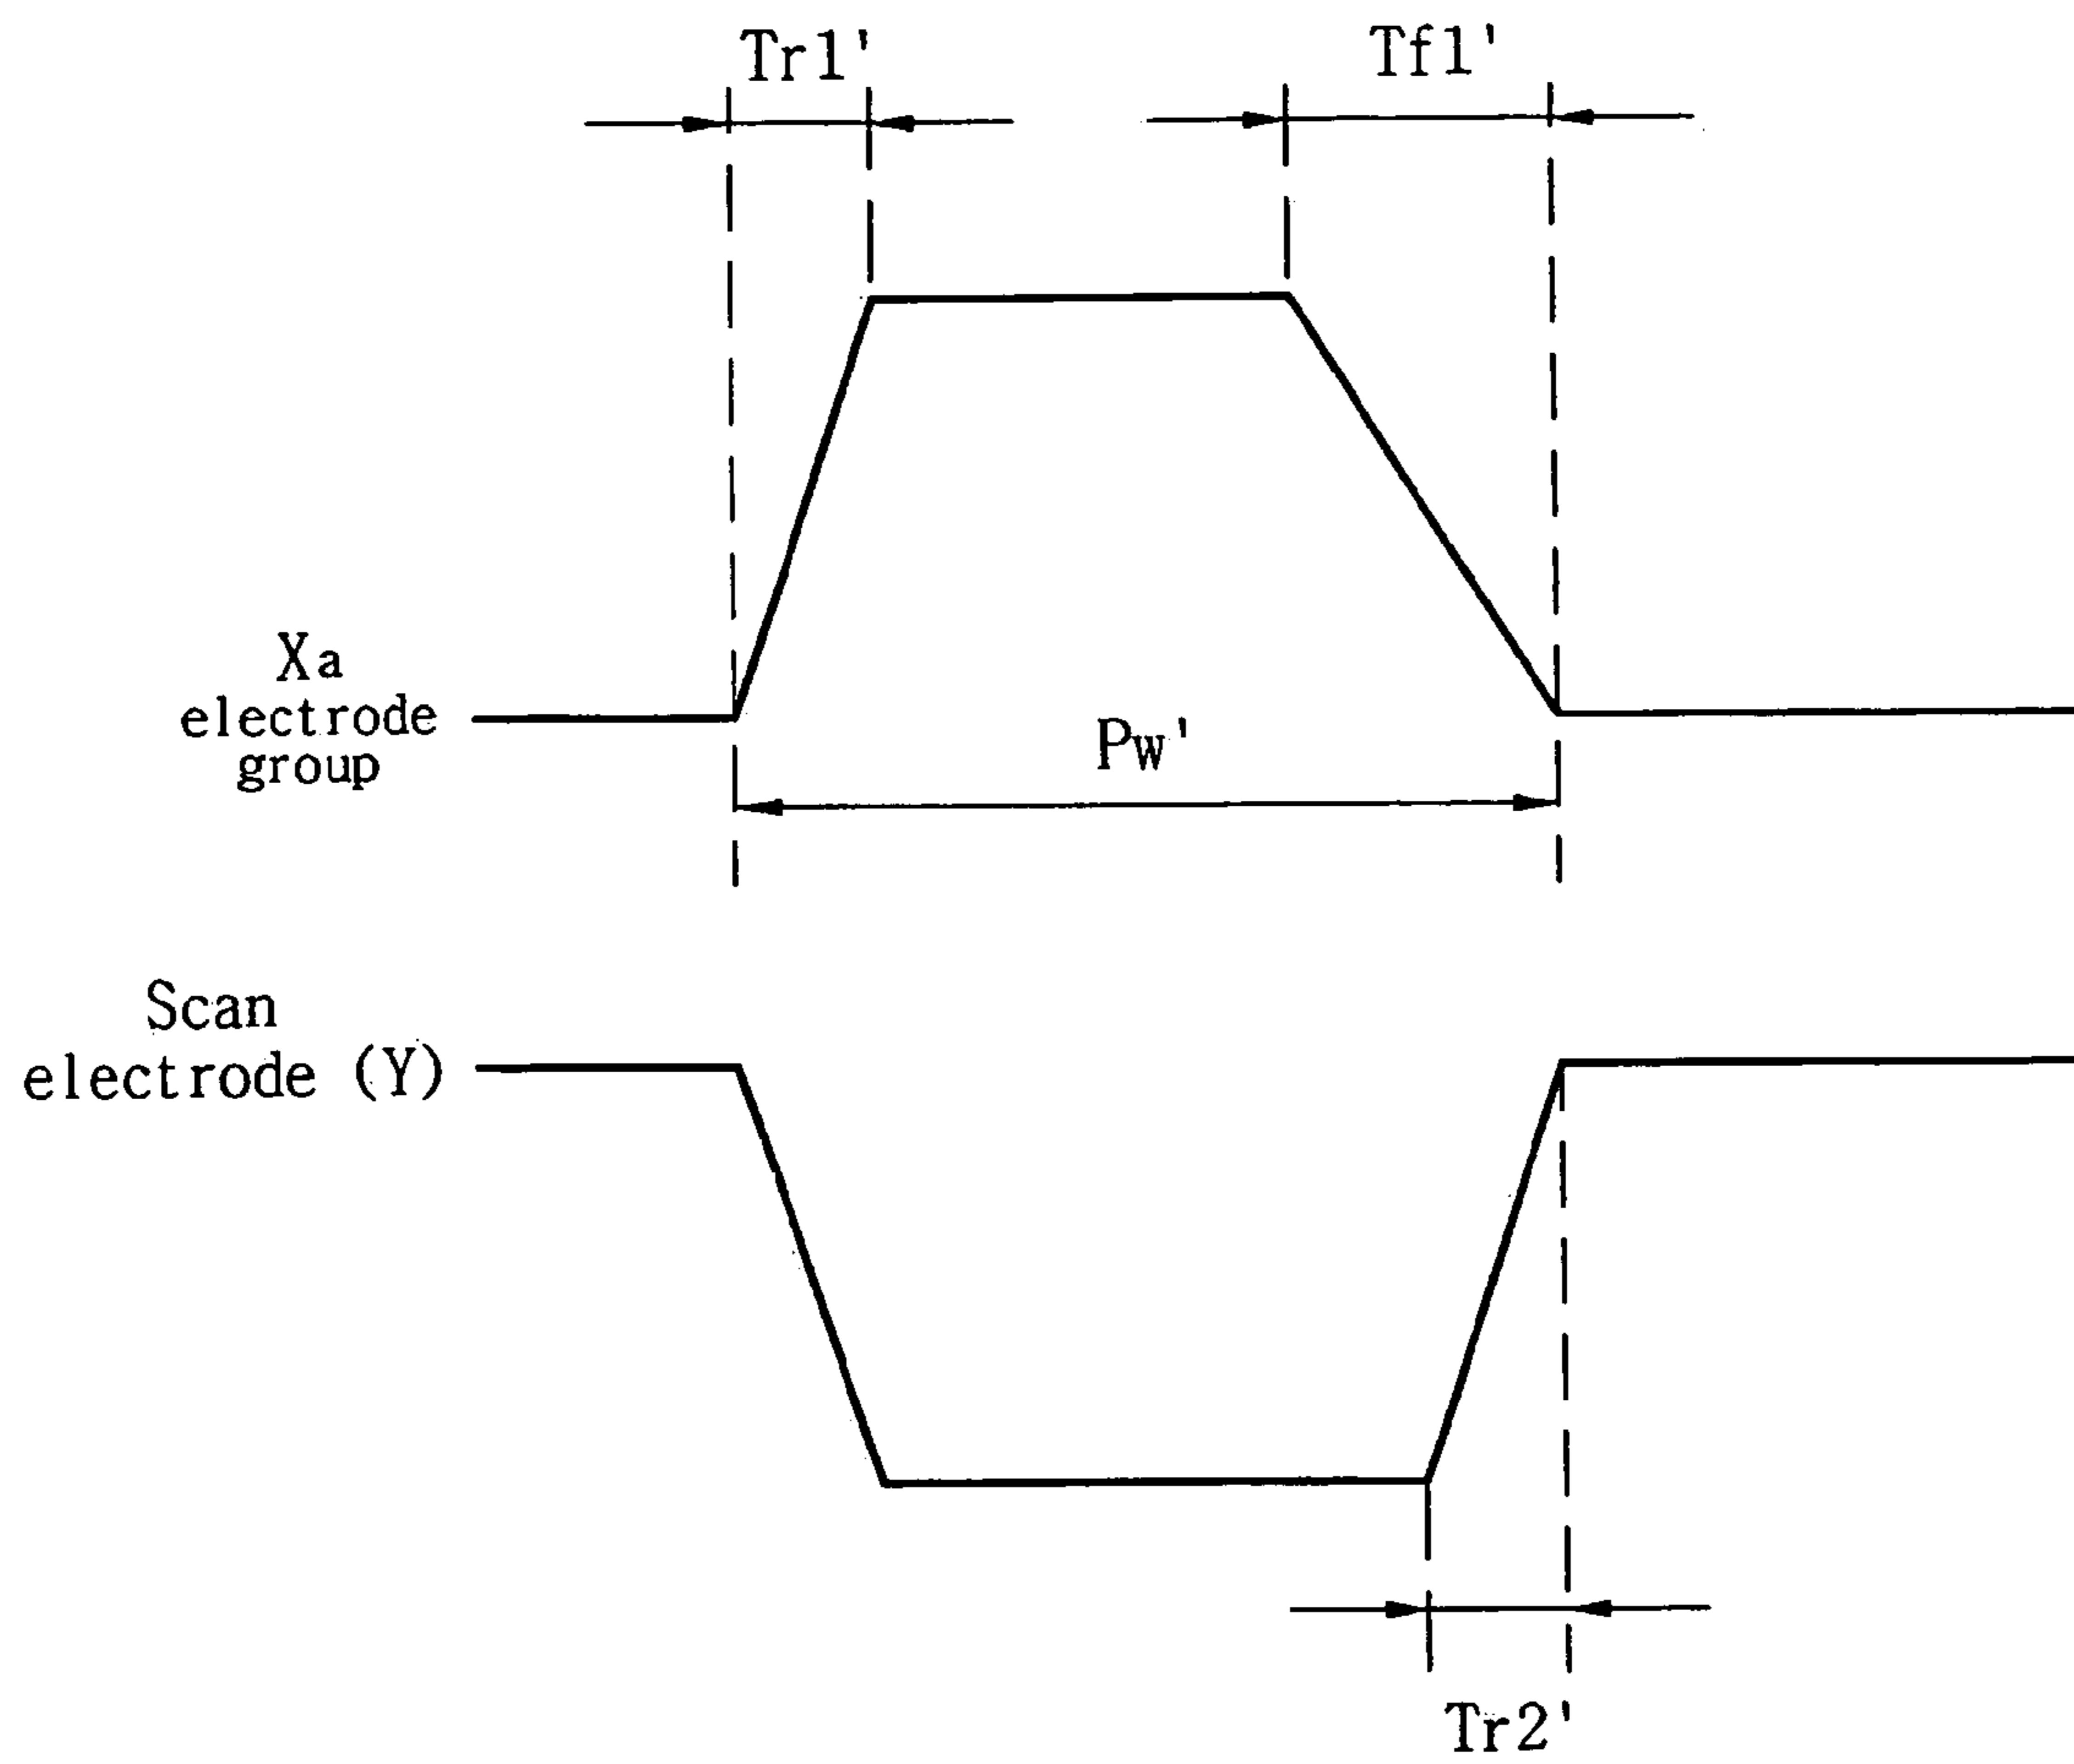 Tr1'
Tf1'
Xa
electrode
group
Pw'
Scan
electrode (Y)
Tr2'